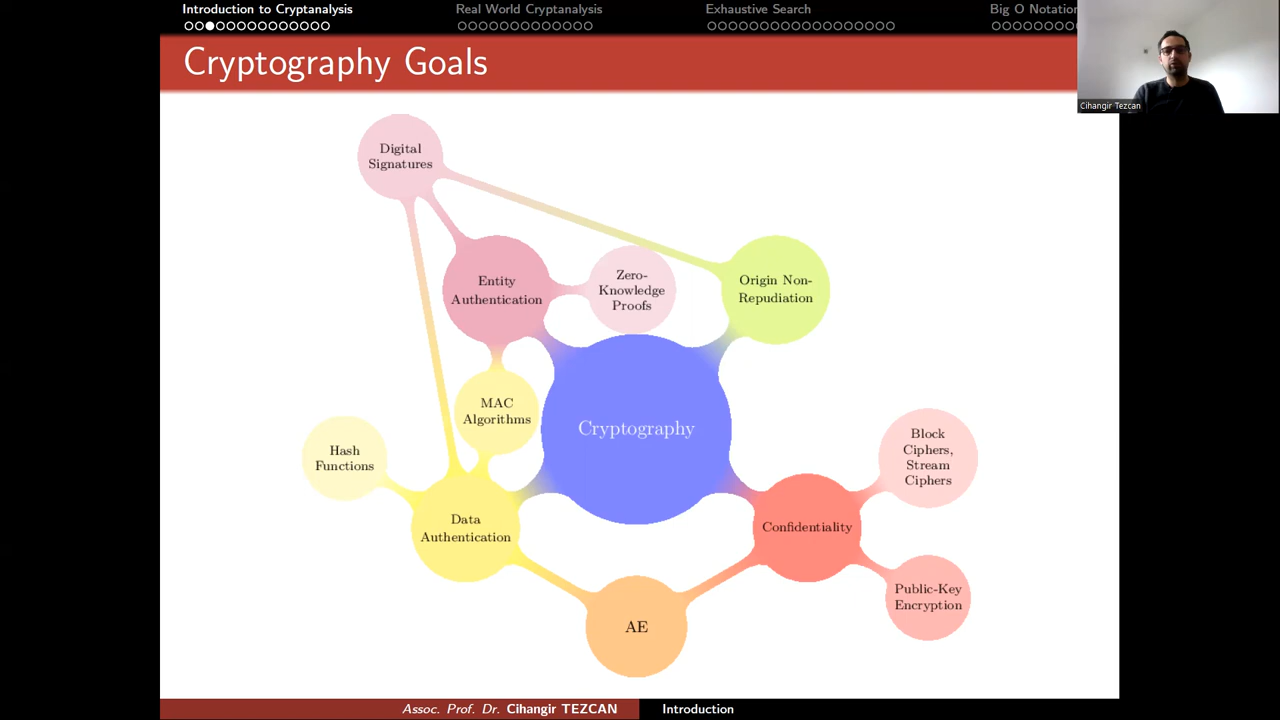 Introduction to Cryptanalysis
Real World Cryptanalysis
Exhaustive Search
Big O Notation
Cryptography Goals
Cihangir Tezcan
Digital
Signatures
Entity
Authentication
Zero-
Knowledge
Proofs
Origin Non-
Repudiation
MAC
Algorithms
Cryptography
Hash
Functions
Block
Ciphers,
Stream
Ciphers
Data
Authentication
Confidentiality
Public-Key
Encryption
AE
Assoc. Prof. Dr. Cihangir TEZCAN
Introduction